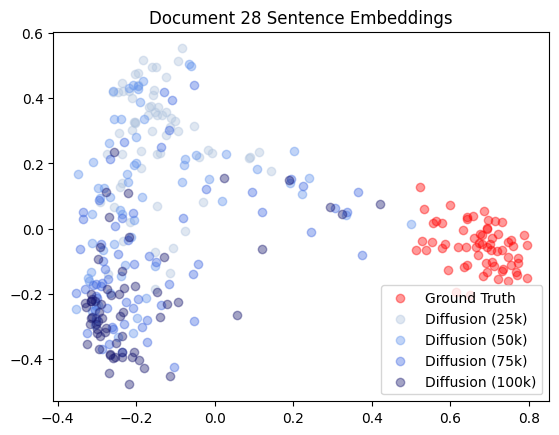 Document 28 Sentence Embeddings
0.6
0.4
0.2
0.0
−0.2
−0.4
−0.4 −0.2 0.0 0.2 0.4 0.6 0.8
Ground Truth
Diffusion (25k)
Diffusion (50k)
Diffusion (75k)
Diffusion (100k)